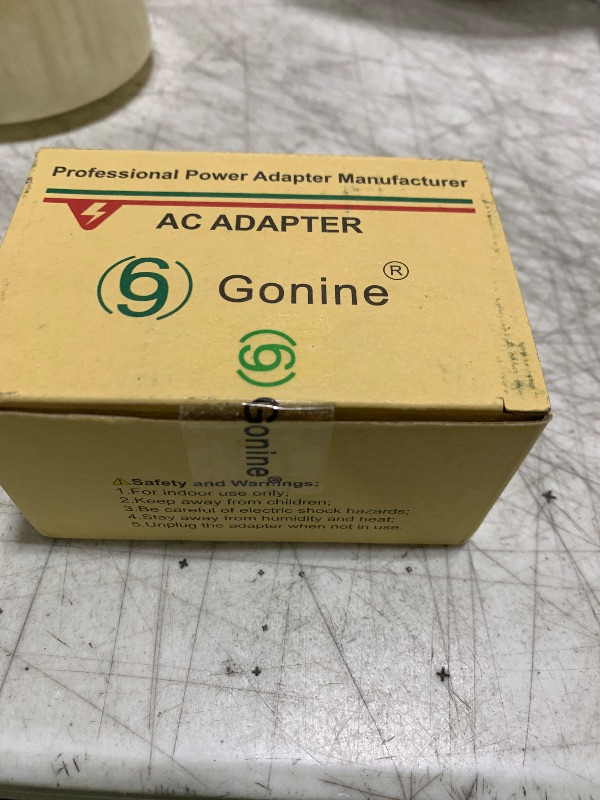 Professional Power Adapter Manufacturer
AC ADAPTER
69 Gonine®
69 Gonine®
⚠Safety and Warnings:
1.For indoor use only;
2.Keep away from children;
3.Be careful of electric shock hazards;
4.Stay away from humidity and heat;
5.Unplug the adapter when not in use.